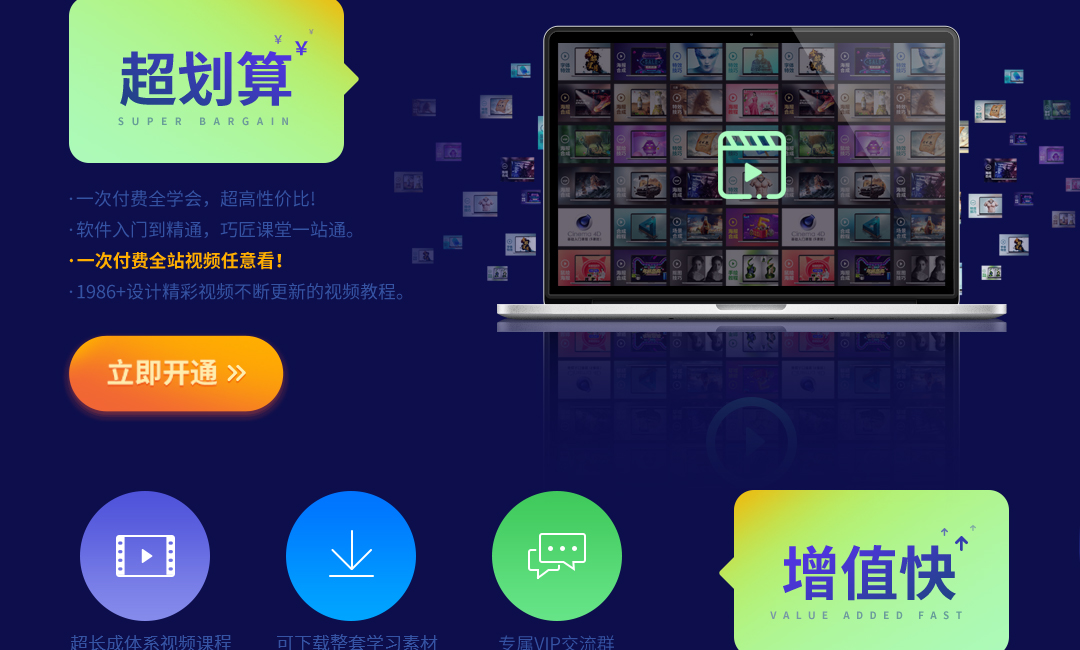 超划算
SUPER BARGAIN
·一次付费全学会，超高性价比!
·软件入门到精通，巧匠课堂一站通。
·一次付费全站视频任意看!
·1986+设计精彩视频不断更新的视频教程。
立即开通 »
增值快
VALUE ADDED FAST
超长成体系视频课程
可下载整套学习素材
专属VIP交流群